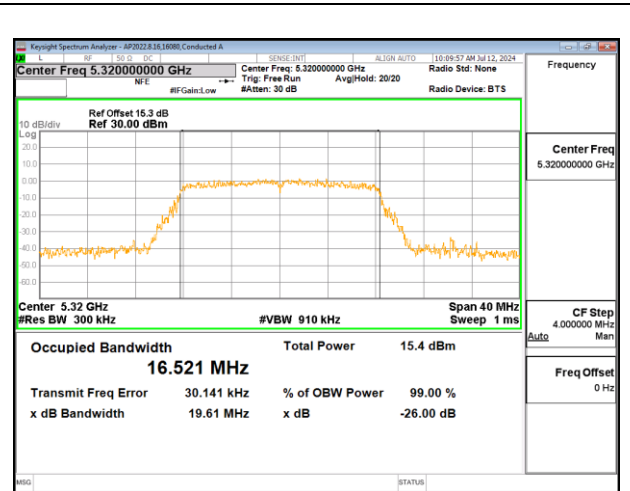 Keysight Spectrum Analyzer - AP2022.8.16,16080, Conducted A
L RF 50 Ω DC SENSE:INT ALIGN AUTO 10:09:57 AM Jul 12, 2024
Center Freq 5.320000000 GHz Center Freq: 5.320000000 GHz Radio Std: None Frequency
NFE Trig: Free Run Avg|Hold: 20/20
#IFGain:Low #Atten: 30 dB Radio Device: BTS
Ref Offset 15.3 dB
10 dB/div Ref 30.00 dBm
Log
20.0
10.0
0.00
-10.0
-20.0
-30.0
-40.0
-50.0
-60.0
Center 5.32 GHz Span 40 MHz
#Res BW 300 kHz #VBW 910 kHz Sweep 1 ms
Center Freq
5.320000000 GHz
CF Step
4.000000 MHz
Auto Man
Freq Offset
0 Hz
Occupied Bandwidth Total Power 15.4 dBm
16.521 MHz
Transmit Freq Error 30.141 kHz % of OBW Power 99.00 %
x dB Bandwidth 19.61 MHz x dB -26.00 dB
MSG STATUS